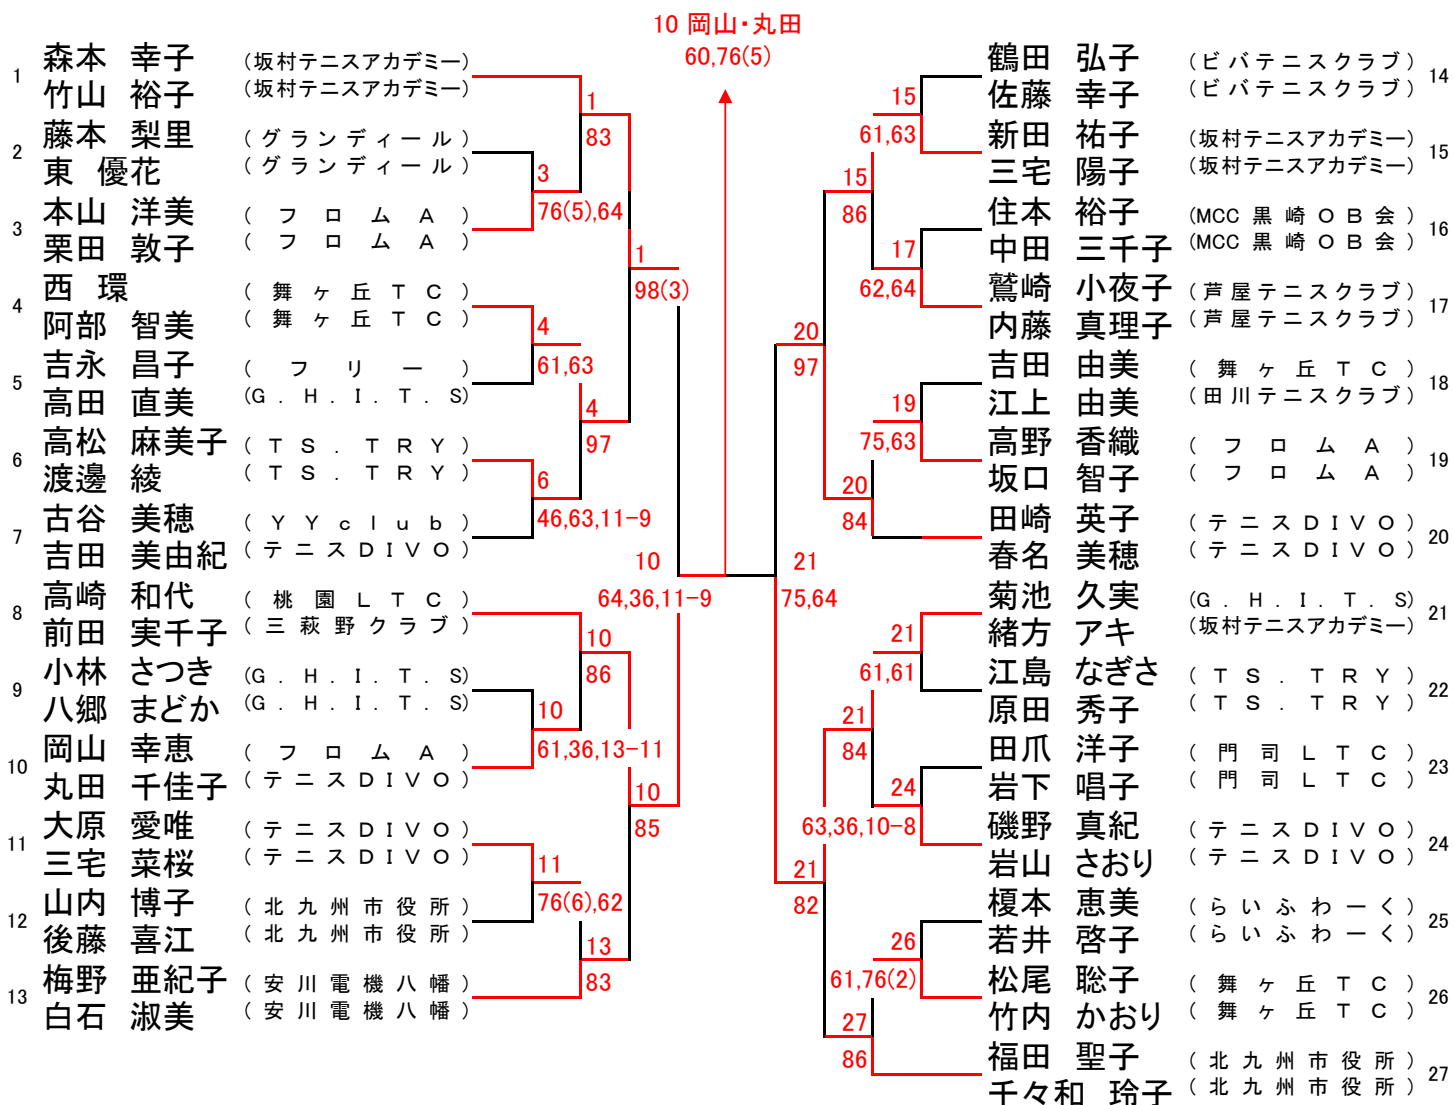 10 岡山・丸田
60,76(5)
1 森本 幸子 (坂村テニスアカデミー)
竹山 裕子 (坂村テニスアカデミー)
2 藤本 梨里 (グランディール)
東 優花 (グランディール)
3 本山 洋美 (フロムA)
栗田 敦子 (フロムA)
4 西 環 (舞ヶ丘TC)
阿部 智美 (舞ヶ丘TC)
5 吉永 昌子 (フリー)
高田 直美 (G.H.I.T.S)
6 高松 麻美子 (TS.TRY)
渡邊 綾 (TS.TRY)
7 古谷 美穂 (YYclub)
吉田 美由紀 (テニスDIVO)
8 高崎 和代 (桃園LTC)
前田 実千子 (三萩野クラブ)
9 小林 さつき (G.H.I.T.S)
八郷 まどか (G.H.I.T.S)
10 岡山 幸恵 (フロムA)
丸田 千佳子 (テニスDIVO)
11 大原 愛唯 (テニスDIVO)
三宅 菜桜 (テニスDIVO)
12 山内 博子 (北九州市役所)
後藤 喜江 (北九州市役所)
13 梅野 亜紀子 (安川電機八幡)
白石 淑美 (安川電機八幡)
3
76(5),64
4
61,63
6
46,63,11-9
10
61,36,13-11
11
76(6),62
1
83
4
97
10
86
13
83
1
98(3)
10
85
10
64,36,11-9
21
75,64
20
97
21
82
15
86
20
84
21
84
27
86
15
61,63
17
62,64
19
75,63
21
61,61
24
63,36,10-8
26
61,76(2)
鶴田 弘子 (ビバテニスクラブ) 14
佐藤 幸子 (ビバテニスクラブ)
新田 祐子 (坂村テニスアカデミー) 15
三宅 陽子 (坂村テニスアカデミー)
住本 裕子 (MCC黒崎OB会) 16
中田 三千子 (MCC黒崎OB会)
鷲崎 小夜子 (芦屋テニスクラブ) 17
内藤 真理子 (芦屋テニスクラブ)
吉田 由美 (舞ヶ丘TC) 18
江上 由美 (田川テニスクラブ)
高野 香織 (フロムA) 19
坂口 智子 (フロムA)
田崎 英子 (テニスDIVO) 20
春名 美穂 (テニスDIVO)
菊池 久実 (G.H.I.T.S) 21
緒方 アキ (坂村テニスアカデミー)
江島 なぎさ (TS.TRY) 22
原田 秀子 (TS.TRY)
田爪 洋子 (門司LTC) 23
岩下 唱子 (門司LTC)
磯野 真紀 (テニスDIVO) 24
岩山 さおり (テニスDIVO)
榎本 恵美 (らいふわーく) 25
若井 啓子 (らいふわーく)
松尾 聡子 (舞ヶ丘TC) 26
竹内 かおり (舞ヶ丘TC)
福田 聖子 (北九州市役所) 27
千々和 玲子 (北九州市役所)